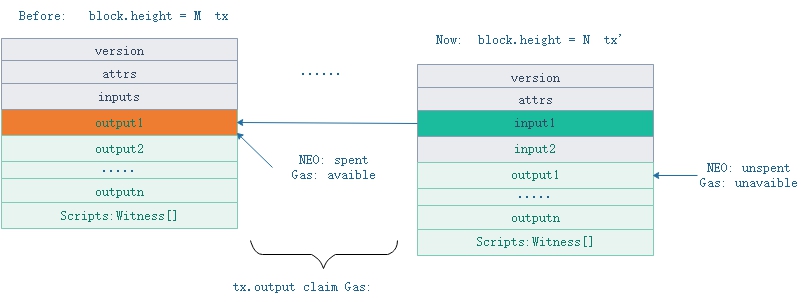 Before:   block.height = M  tx
version
attrs
inputs
output1
output2
.....
outputn
Scripts:Witness[]
......
NEO: spent
Gas: avaible
tx.output claim Gas:
Now:  block.height = N  tx'
version
attrs
input1
input2
output1
.....
outputn
Scripts:Witness[]
NEO: unspent
Gas: unavaible